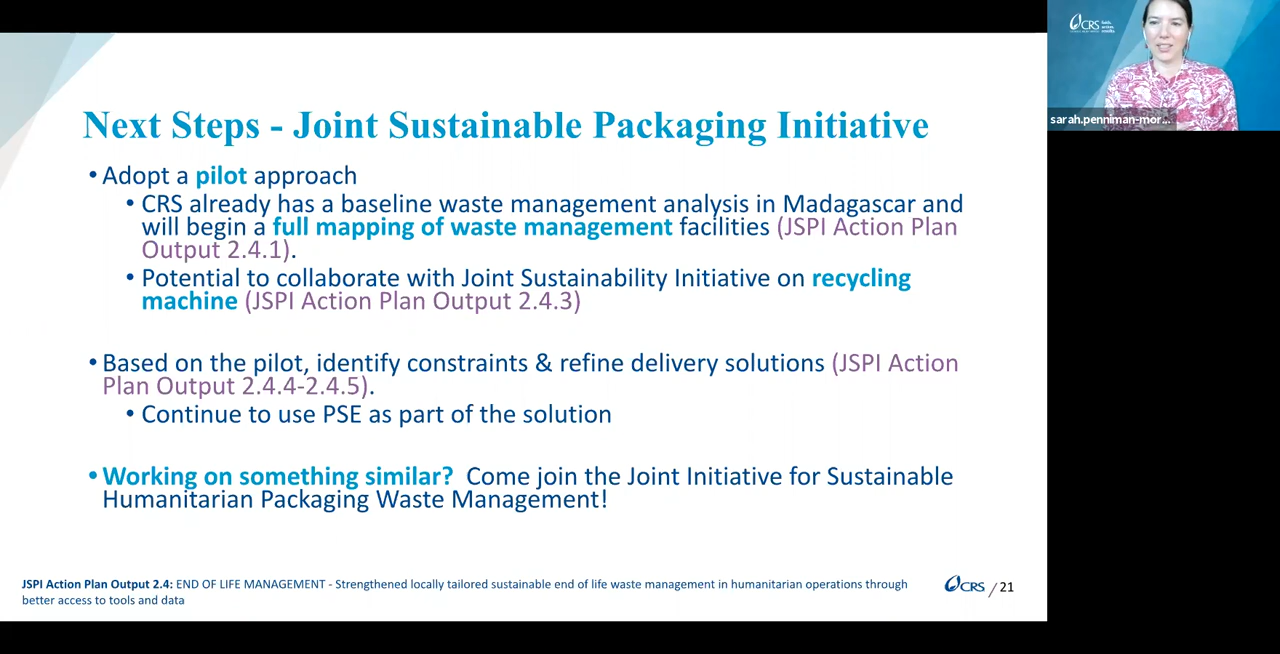 Next Steps - Joint Sustainable Packaging Initiative
• Adopt a pilot approach
• CRS already has a baseline waste management analysis in Madagascar and
will begin a full mapping of waste management facilities (JSPI Action Plan
Output 2.4.1).
• Potential to collaborate with Joint Sustainability Initiative on recycling
machine (JSPI Action Plan Output 2.4.3)
• Based on the pilot, identify constraints & refine delivery solutions (JSPI Action
Plan Output 2.4.4-2.4.5).
• Continue to use PSE as part of the solution
• Working on something similar? Come join the Joint Initiative for Sustainable
Humanitarian Packaging Waste Management!
JSPI Action Plan Output 2.4: END OF LIFE MANAGEMENT - Strengthened locally tailored sustainable end of life waste management in humanitarian operations through
better access to tools and data
CRS / 21
CRS
sarah.penniman-mor...